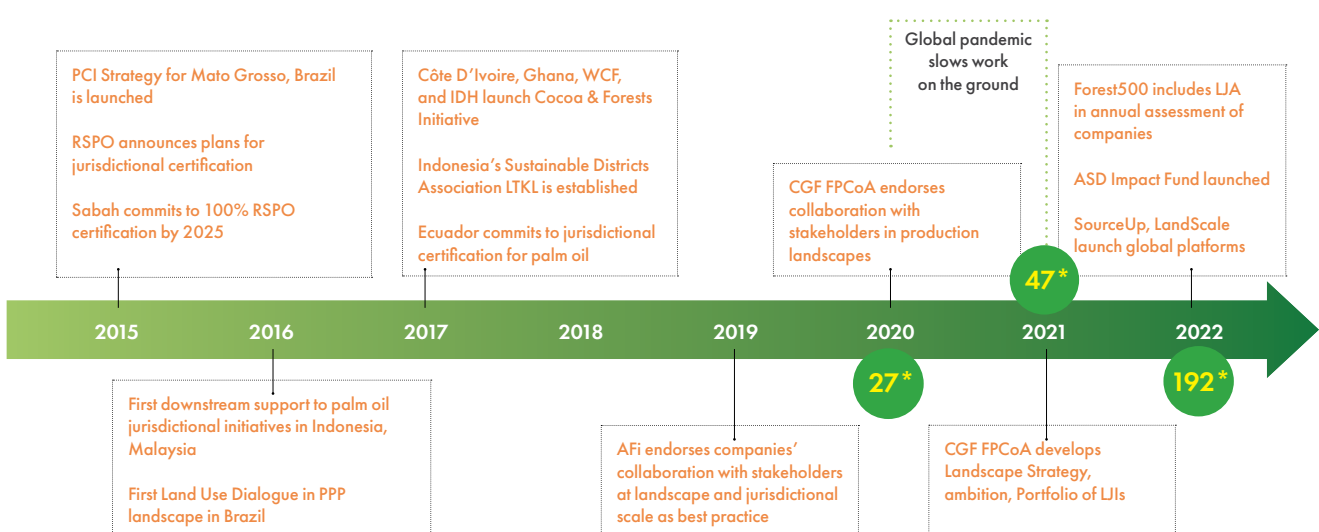 PCI Strategy for Mato Grosso, Brazil
is launched
RSPO announces plans for
jurisdictional certification
Sabah commits to 100% RSPO
certification by 2025
Côte D’Ivoire, Ghana, WCF,
and IDH launch Cocoa & Forests
Initiative
Indonesia’s Sustainable Districts
Association LTKL is established
Ecuador commits to jurisdictional
certification for palm oil
Global pandemic
slows work
on the ground
CGF FPCoA endorses
collaboration with
stakeholders in production
landscapes
Forest500 includes LJA
in annual assessment of
companies
ASD Impact Fund launched
SourceUp, LandScale
launch global platforms
47*
2015 2016 2017 2018 2019 2020 2021 2022
27*
192*
First downstream support to palm oil
jurisdictional initiatives in Indonesia,
Malaysia
First Land Use Dialogue in PPP
landscape in Brazil
AFi endorses companies’
collaboration with stakeholders
at landscape and jurisdictional
scale as best practice
CGF FPCoA develops
Landscape Strategy,
ambition, Portfolio of LJIs